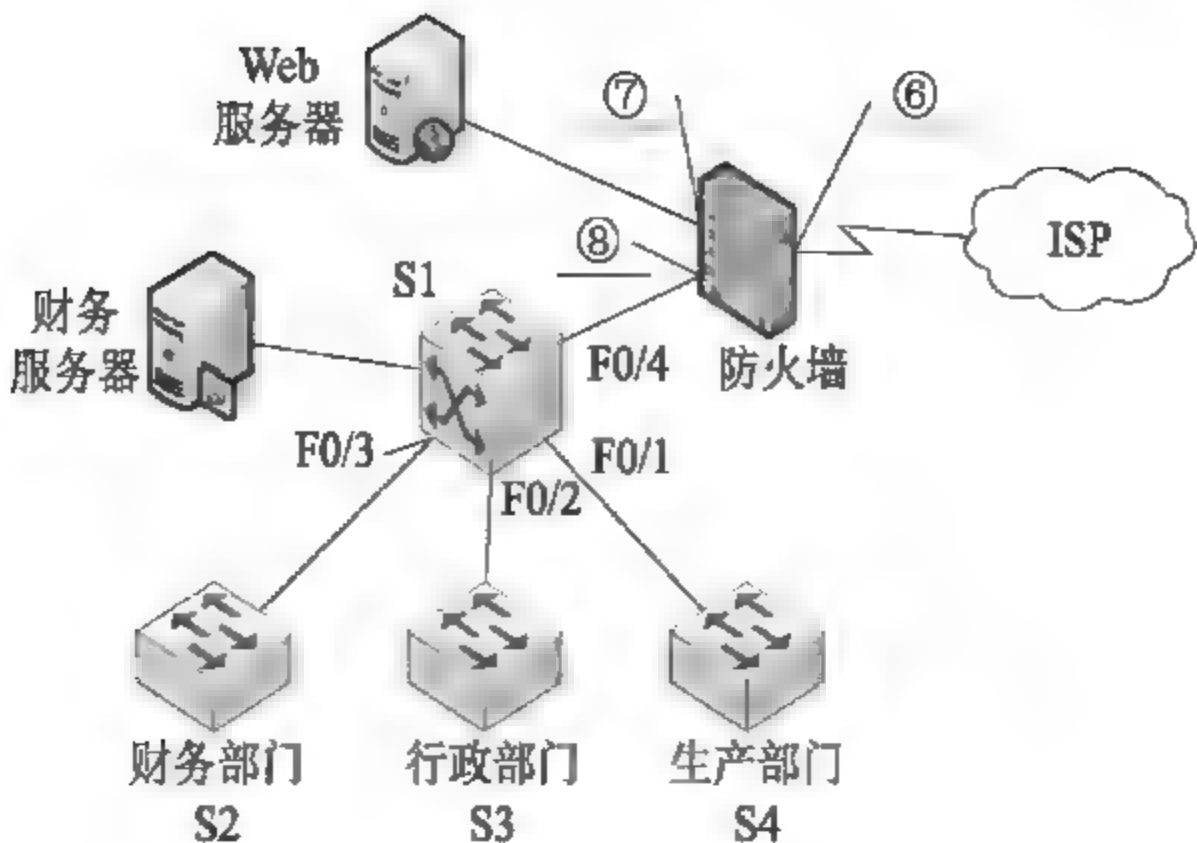 Web
服务器
⑦
⑥
ISP
⑧
S1
财务
服务器
F0/4
防火墙
F0/3
F0/1
F0/2
财务部门
行政部门
生产部门
S2
S3
S4